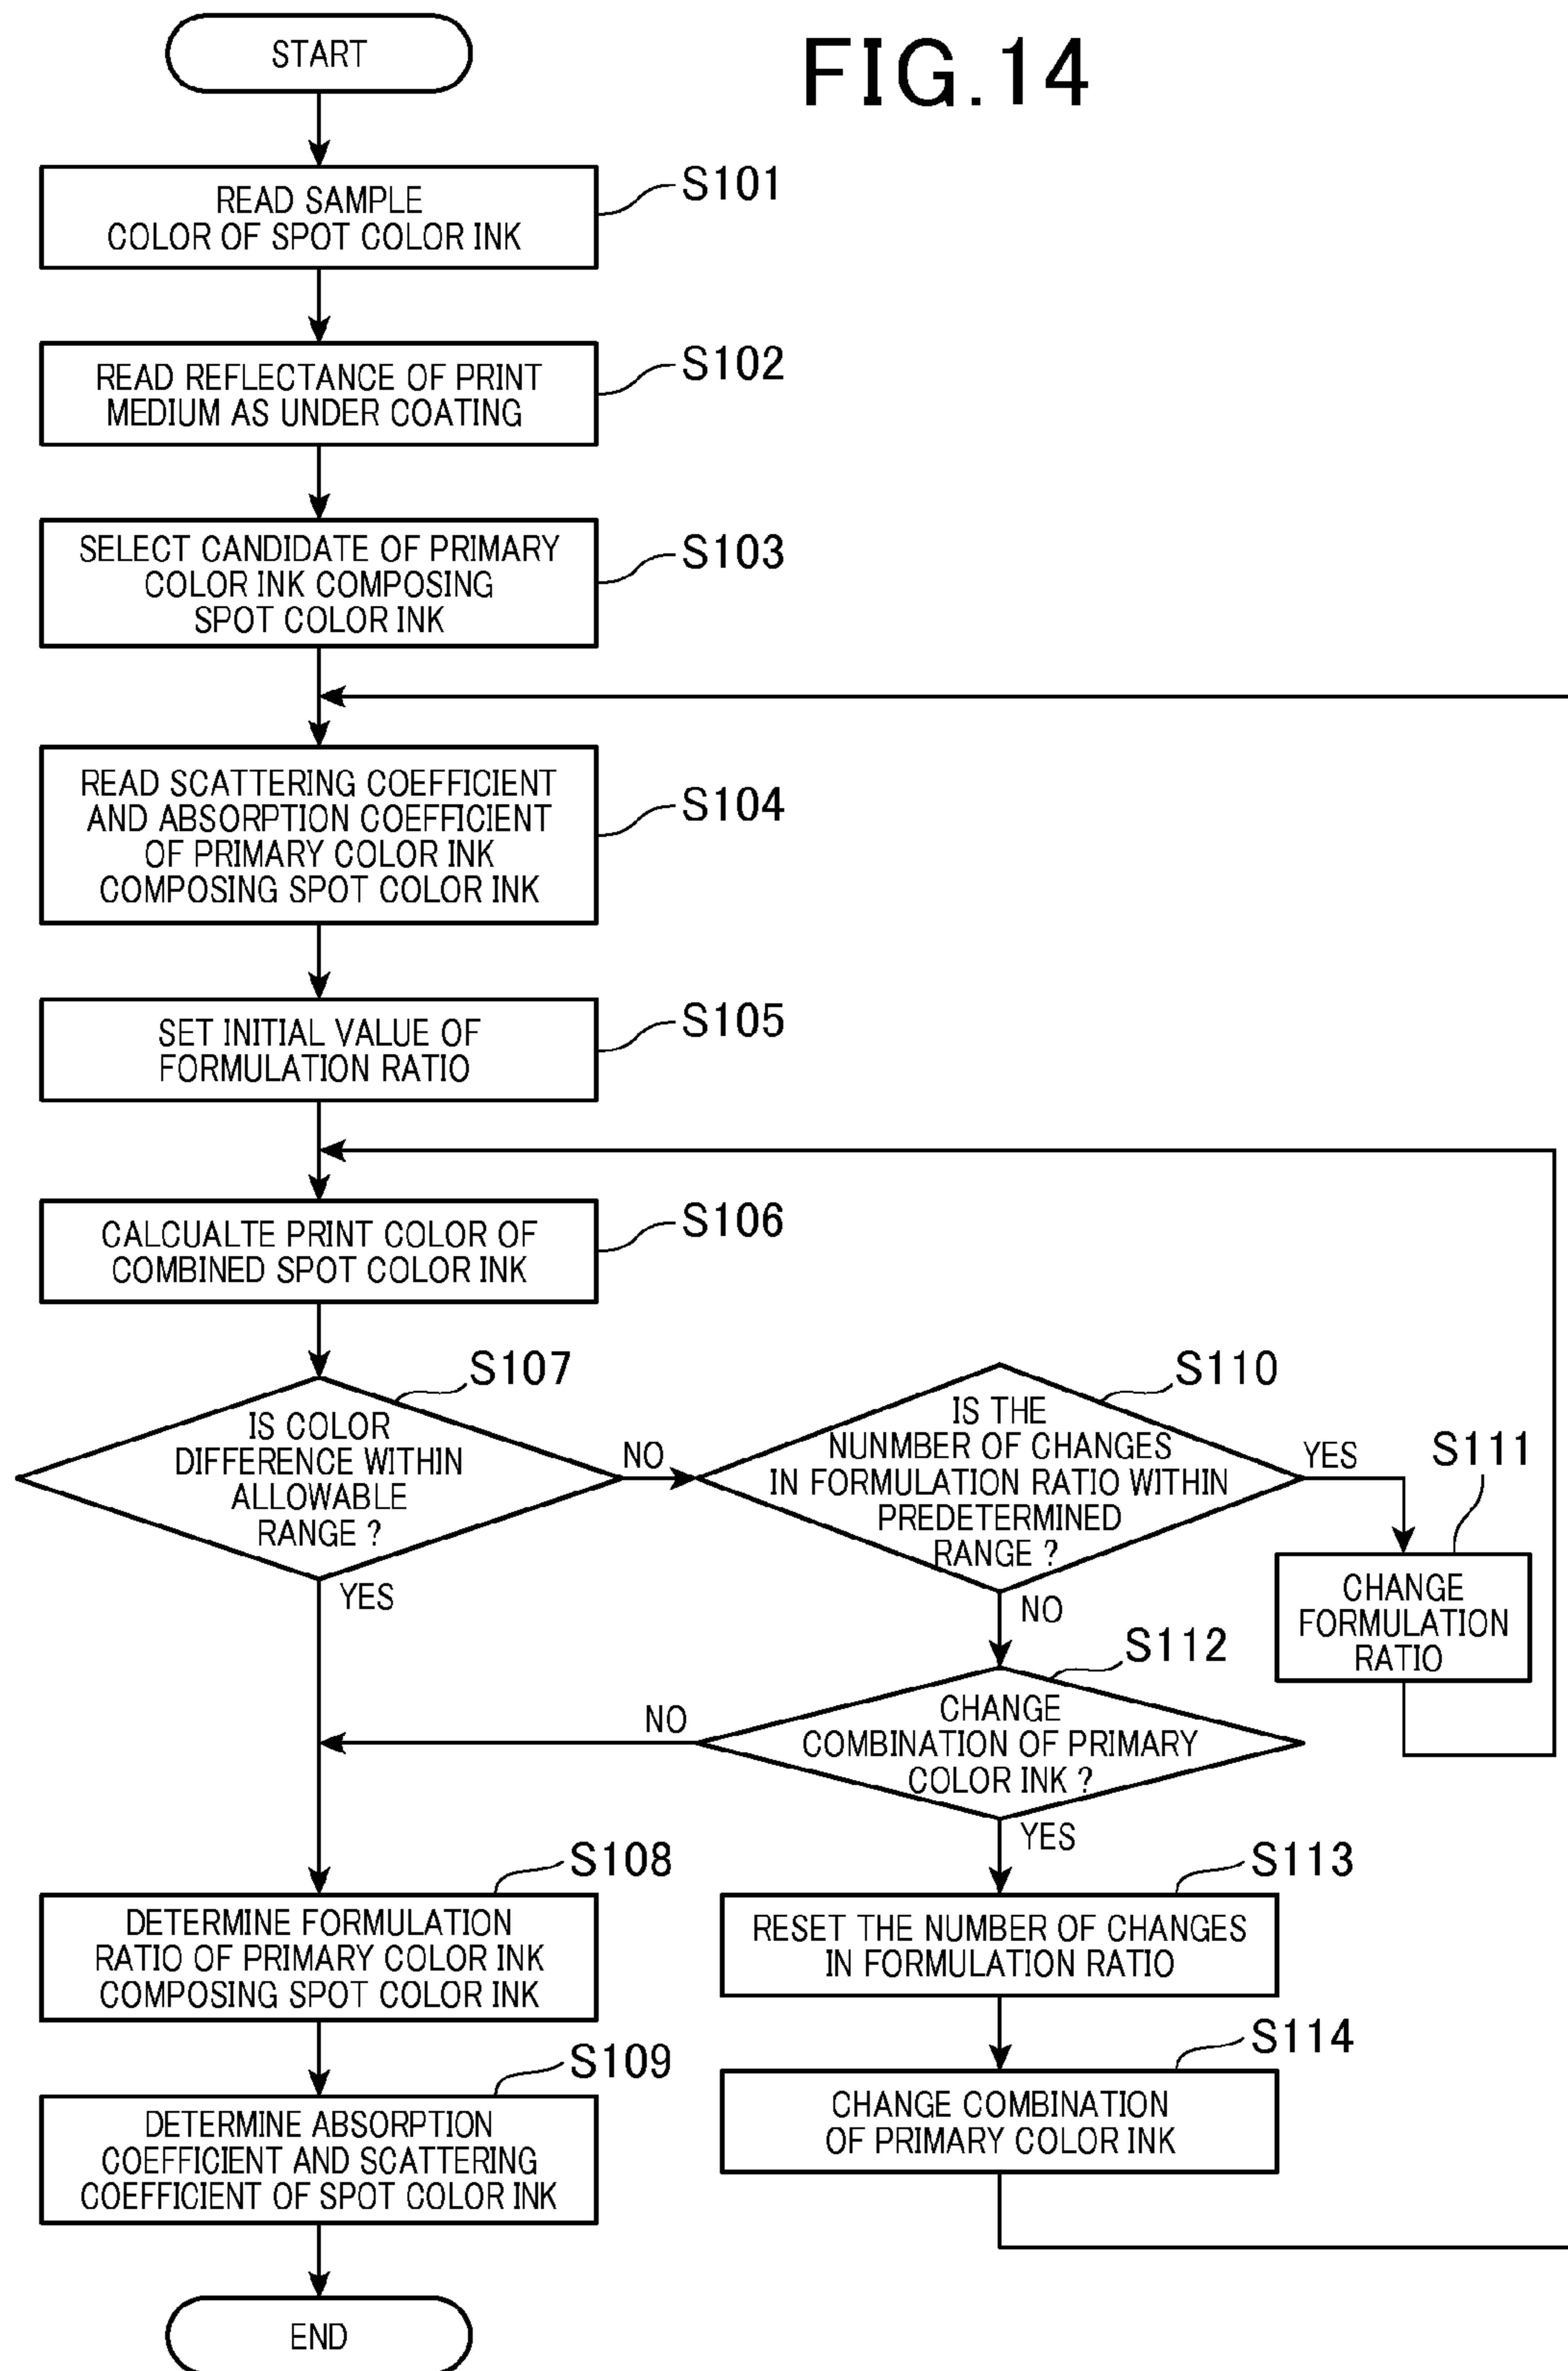 FIG.14
START
READ SAMPLE
COLOR OF SPOT COLOR INK
S101
READ REFLECTANCE OF PRINT
MEDIUM AS UNDER COATING
S102
SELECT CANDIDATE OF PRIMARY
COLOR INK COMPOSING
SPOT COLOR INK
S103
READ SCATTERING COEFFICIENT
AND ABSORPTION COEFFICIENT
OF PRIMARY COLOR INK
COMPOSING SPOT COLOR INK
S104
SET INITIAL VALUE OF
FORMULATION RATIO
S105
CALCUALTE PRINT COLOR OF
COMBINED SPOT COLOR INK
S106
IS COLOR
DIFFERENCE WITHIN
ALLOWABLE
RANGE ?
S107
NO
YES
IS THE
NUNMBER OF CHANGES
IN FORMULATION RATIO WITHIN
PREDETERMINED
RANGE ?
S110
YES
NO
CHANGE
FORMULATION
RATIO
S111
CHANGE
COMBINATION OF PRIMARY
COLOR INK ?
S112
NO
YES
DETERMINE FORMULATION
RATIO OF PRIMARY COLOR INK
COMPOSING SPOT COLOR INK
S108
RESET THE NUMBER OF CHANGES
IN FORMULATION RATIO
S113
DETERMINE ABSORPTION
COEFFICIENT AND SCATTERING
COEFFICIENT OF SPOT COLOR INK
S109
CHANGE COMBINATION
OF PRIMARY COLOR INK
S114
END